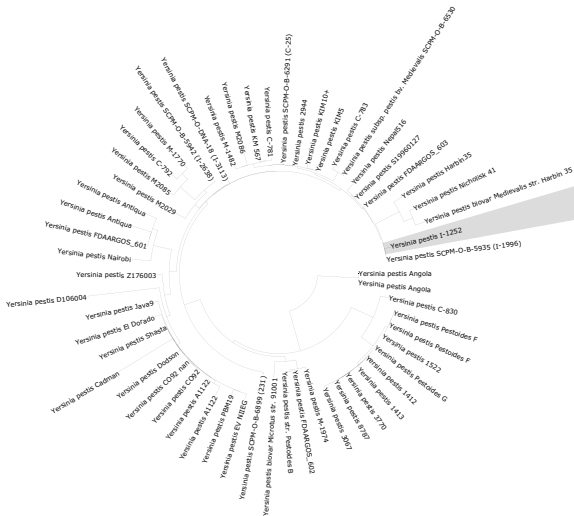 Yersinia pestis SCPM-O-B-6291 (C-25)
Yersinia pestis 2944
Yersinia pestis KIM10+
Yersinia pestis KIM5
Yersinia pestis C-783
Yersinia pestis subsp. pestis bv. Medievalis SCPM-O-B-6530
Yersinia pestis Nepal516
Yersinia pestis S19960127
Yersinia pestis FDAARGOS_603
Yersinia pestis Harbin35
Yersinia pestis Nicholisk 41
Yersinia pestis biovar Medievalis str. Harbin 35
Yersinia pestis I-1252
Yersinia pestis SCPM-O-B-5935 (I-1996)
Yersinia pestis Angola
Yersinia pestis Angola
Yersinia pestis C-830
Yersinia pestis Pestoides F
Yersinia pestis Pestoides F
Yersinia pestis 1522
Yersinia pestis Pestoides G
Yersinia pestis 1412
Yersinia pestis 1413
Yersinia pestis 3770
Yersinia pestis 8787
Yersinia pestis 3067
Yersinia pestis M-1974
Yersinia pestis FDAARGOS_602
Yersinia pestis str. Pestoides B
Yersinia pestis biovar Microtus str. 91001
Yersinia pestis SCPM-O-B-6899 (231)
Yersinia pestis EV NIIEG
Yersinia pestis PBM19
Yersinia pestis A1122
Yersinia pestis A1122
Yersinia pestis CO92
Yersinia pestis CO92_nan
Yersinia pestis Dodson
Yersinia pestis Cadman
Yersinia pestis Shasta
Yersinia pestis El Dorado
Yersinia pestis Java9
Yersinia pestis D106004
Yersinia pestis Z176003
Yersinia pestis Nairobi
Yersinia pestis FDAARGOS_601
Yersinia pestis Antiqua
Yersinia pestis Antiqua
Yersinia pestis M2029
Yersinia pestis M2085
Yersinia pestis C-792
Yersinia pestis M-1770
Yersinia pestis SCPM-O-B-5942 (I-2638)
Yersinia pestis SCPM-O-DNA-18 (I-3113)
Yersinia pestis M-1482
Yersinia pestis M2086
Yersinia pestis KM 567
Yersinia pestis C-781